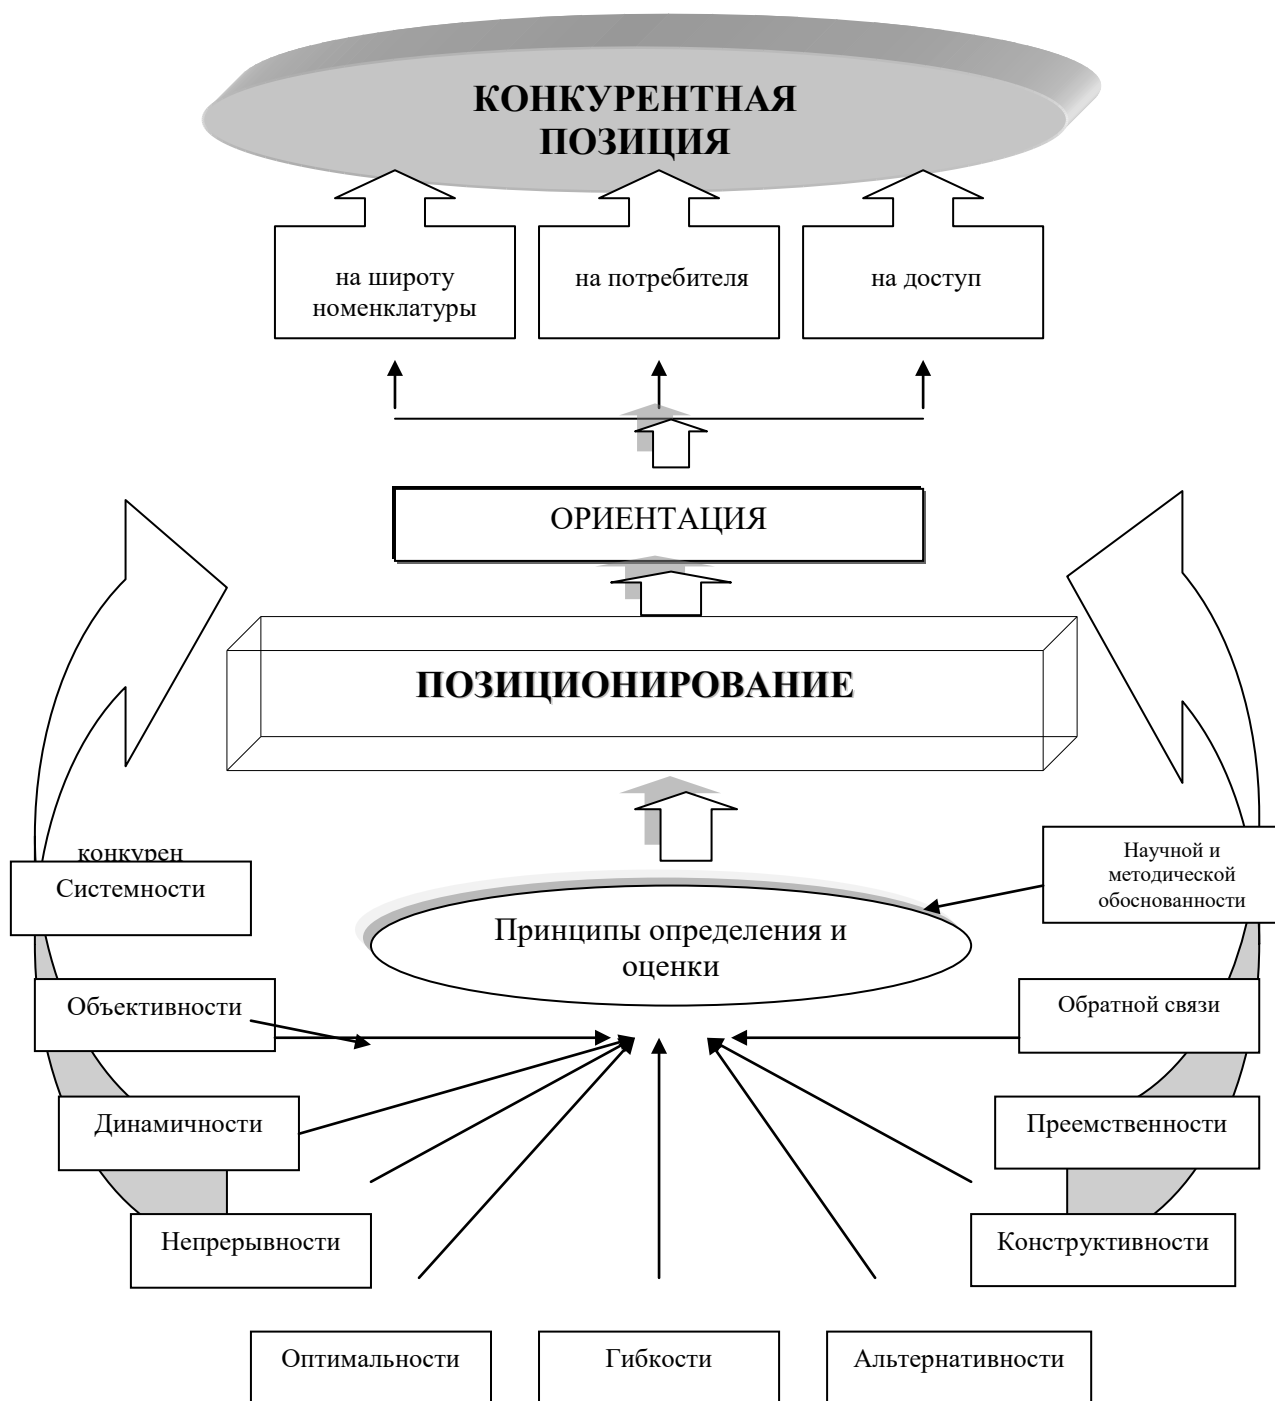 КОНКУРЕНТНАЯ
ПОЗИЦИЯ
на широту
номенклатуры
на потребителя
на доступ
ОРИЕНТАЦИЯ
ПОЗИЦИОНИРОВАНИЕ
конкурен
Системности
Научной и
методической
обоснованности
Принципы определения и
оценки
Объективности
Обратной связи
Динамичности
Преемственности
Непрерывности
Конструктивности
Оптимальности
Гибкости
Альтернативности